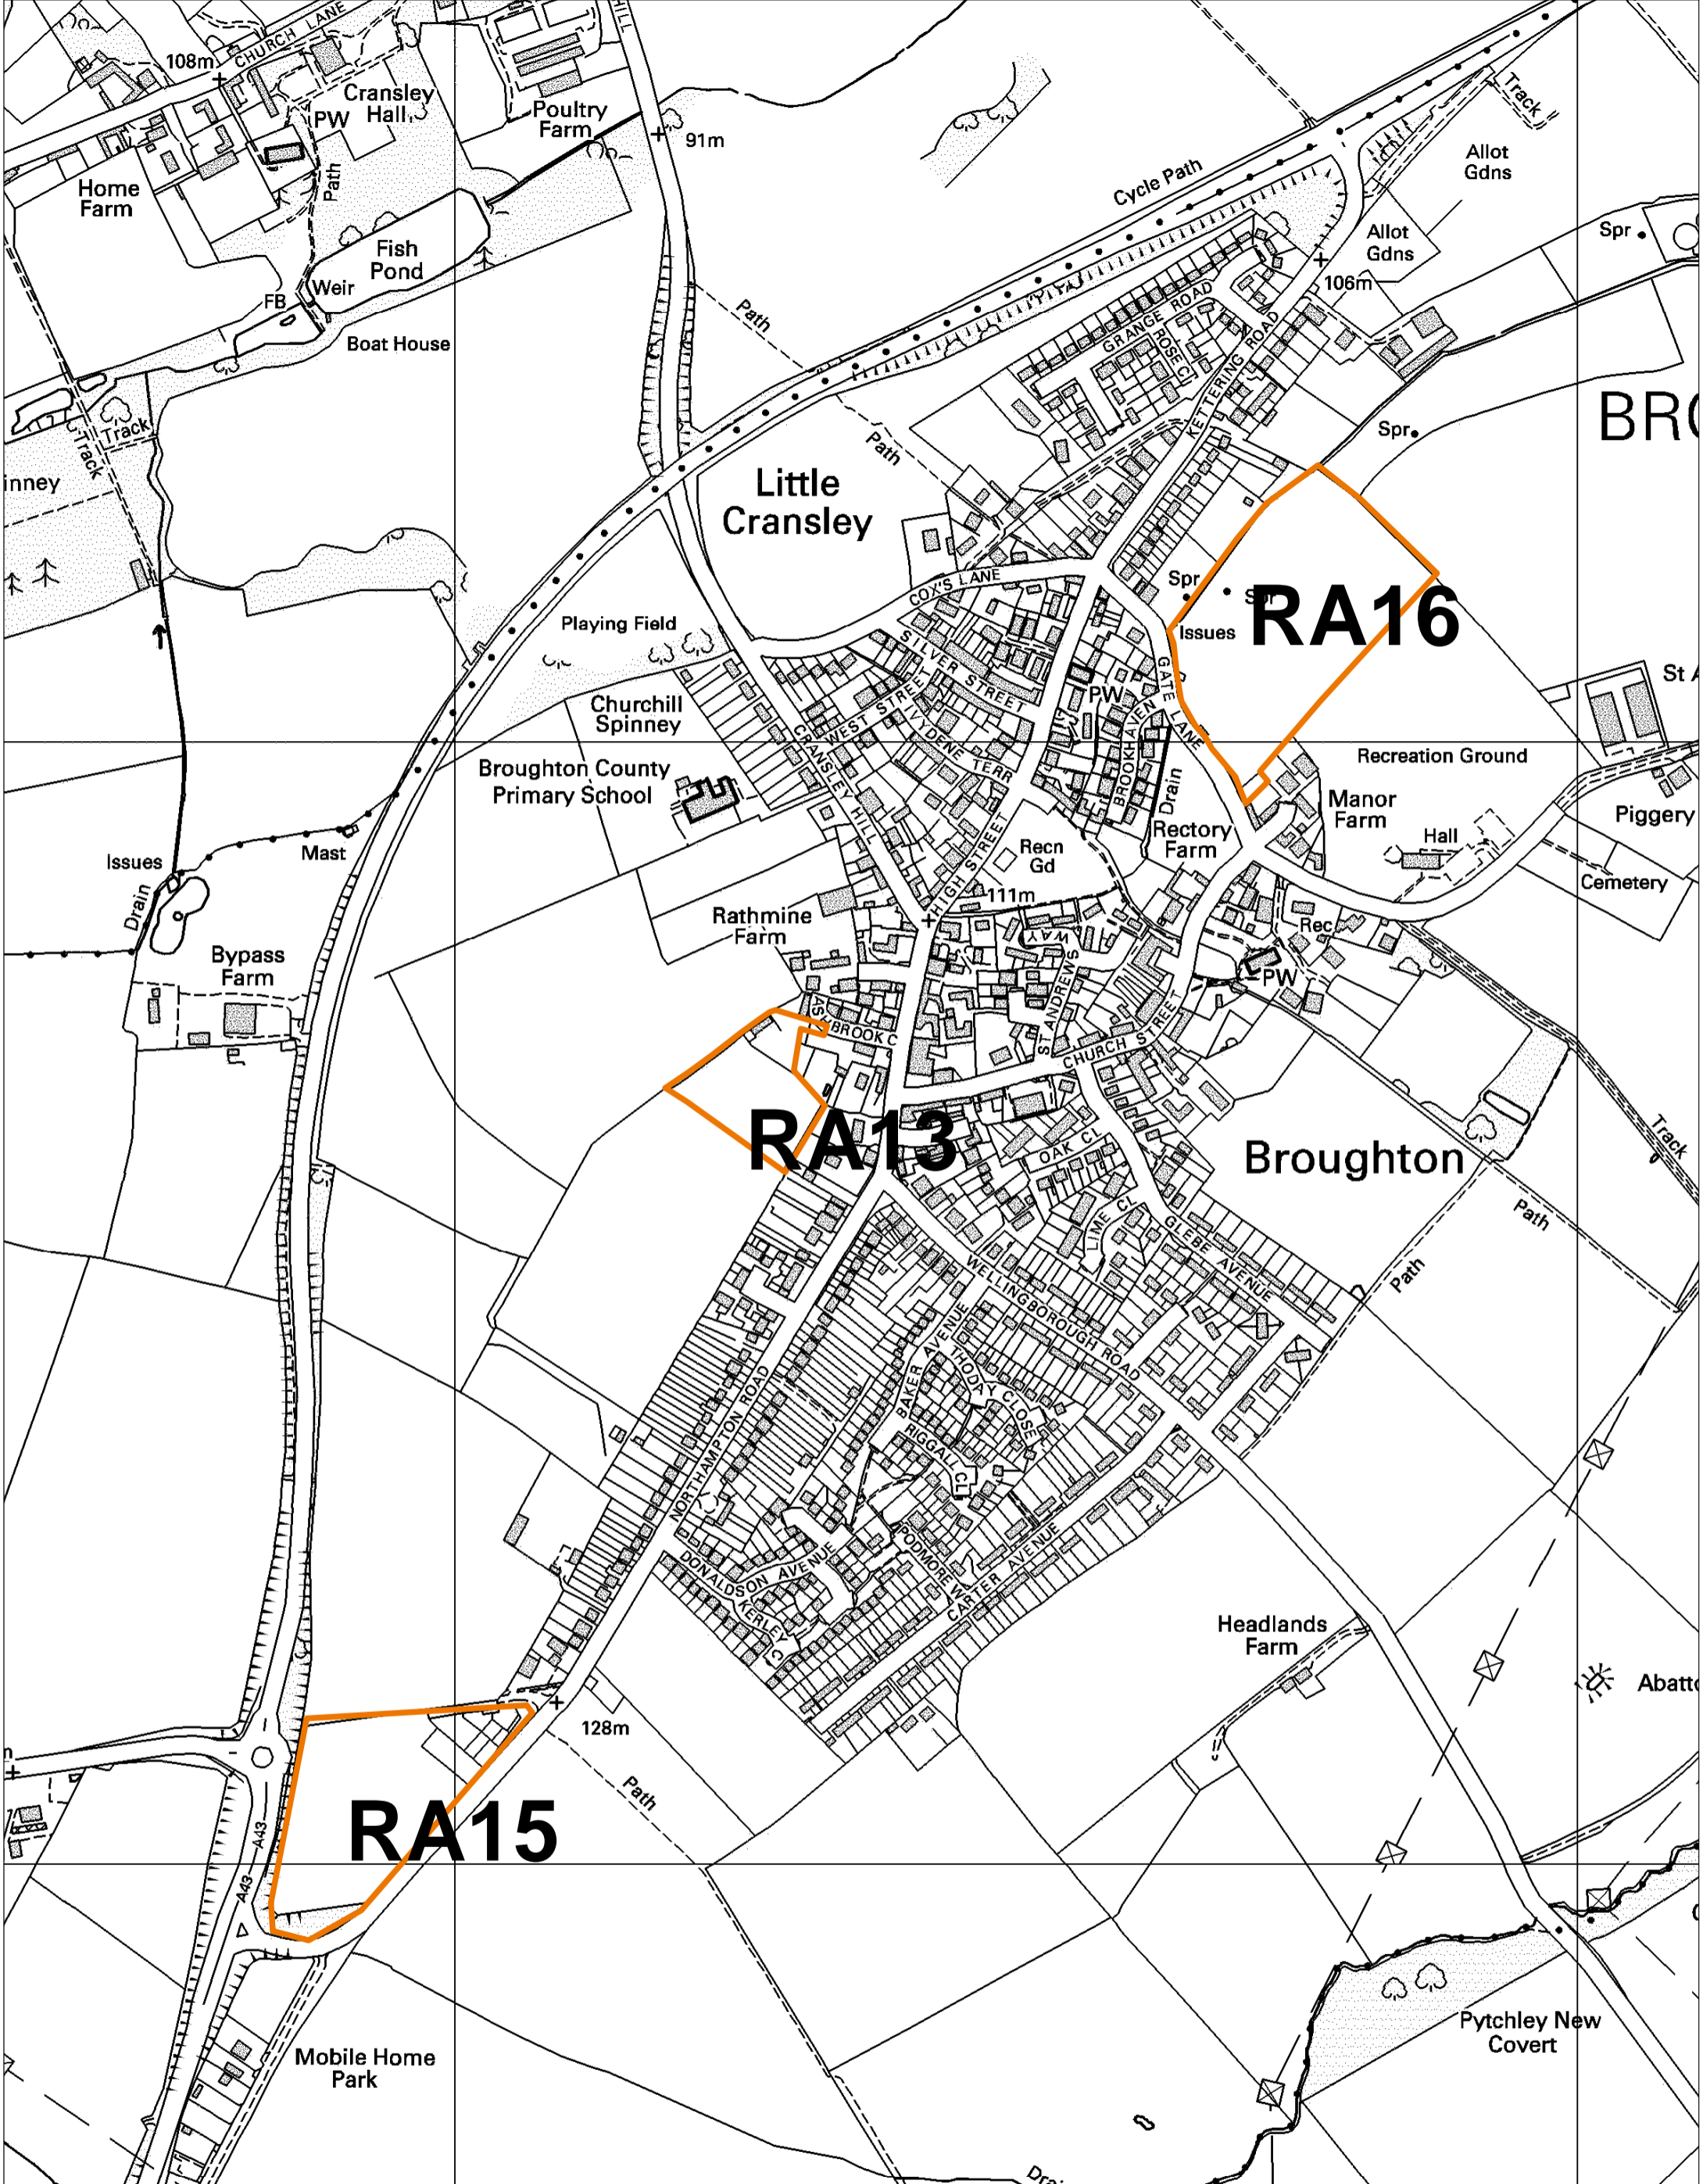 HILL
CHURCH LANE
108m
Cransley
Hall
PW
Poultry
Farm
91m
Track
Allot
Gdns
Home
Farm
Path
Cycle Path
Fish
Pond
Allot
Gdns
Spr
FB
Weir
106m
Boat House
Path
GRANGE ROAD
ROSE CL
KETTERING ROAD
BRO
Track
Track
Path
Spr
inney
Little
Cransley
COX'S LANE
Spr
Spr
RA16
Playing Field
Issues
SILVER STREET
GATE LANE
PW
St A
Churchill
Spinney
WEST STREET
IVYDENE TERR
CRANSLEY HILL
BROOKHAVEN
Recreation Ground
Broughton County
Primary School
Drain
Manor
Farm
Piggery
Rectory
Farm
Hall
Issues
Mast
HIGH STREET
Recn
Gd
Cemetery
Drain
111m
Rathmine
Farm
WAY
Rec
Bypass
Farm
PW
ST ANDREWS
ASHBROOK C
CHURCH STREET
RA13
OAK CL
Broughton
Track
LIME CL
GLEBE AVENUE
Path
Path
WELLINGBOROUGH ROAD
BAKER AVENUE
THODAY CLOSE
NORTHAMPTON ROAD
RIGGALL CL
PODMORE W
DONALDSON AVENUE
CARTER AVENUE
KERLEY C
Headlands
Farm
Abatto
128m
Path
RA15
A43
A43
Pytchley New
Covert
Mobile Home
Park